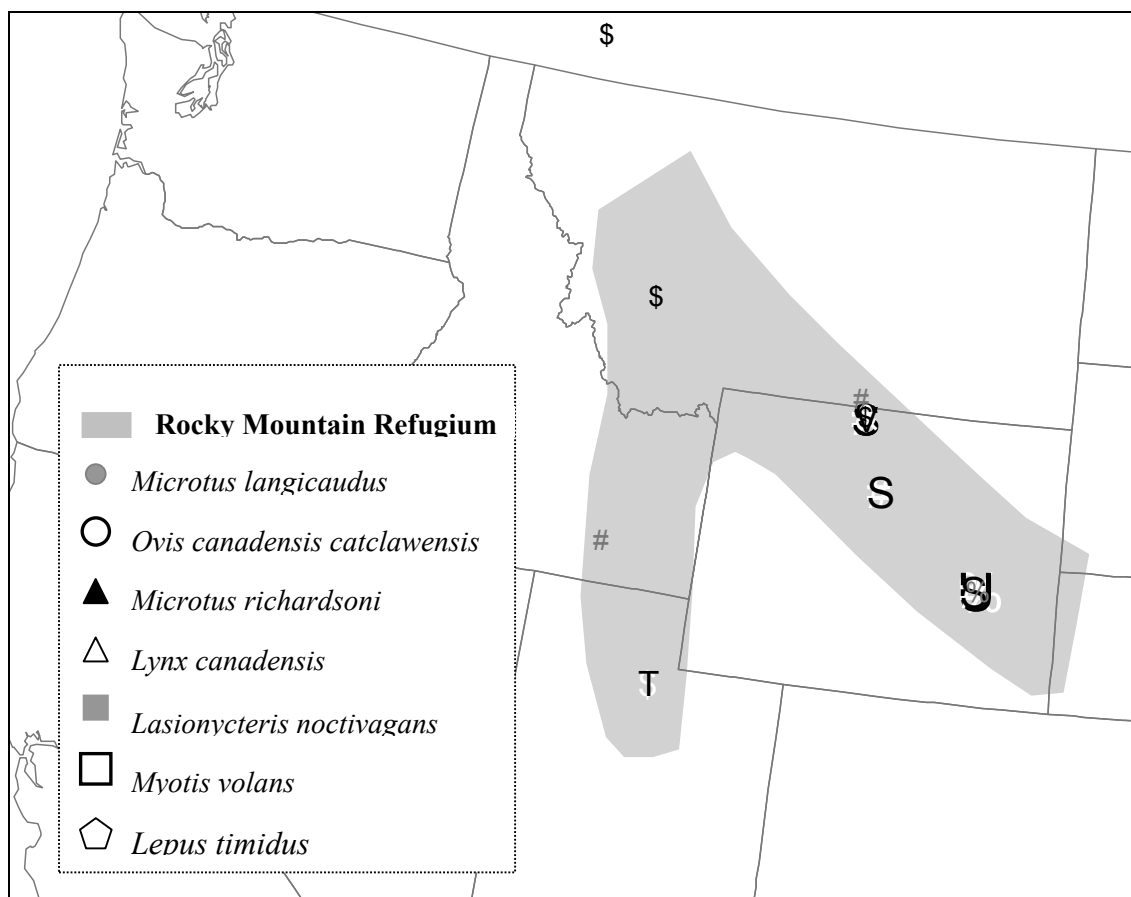 $
$
#
$
S
#
%
T
Rocky Mountain Refugium
Microtus langicaudus
Ovis canadensis catclawensis
Microtus richardsoni
Lynx canadensis
Lasionycteris noctivagans
Myotis volans
Lepus timidus